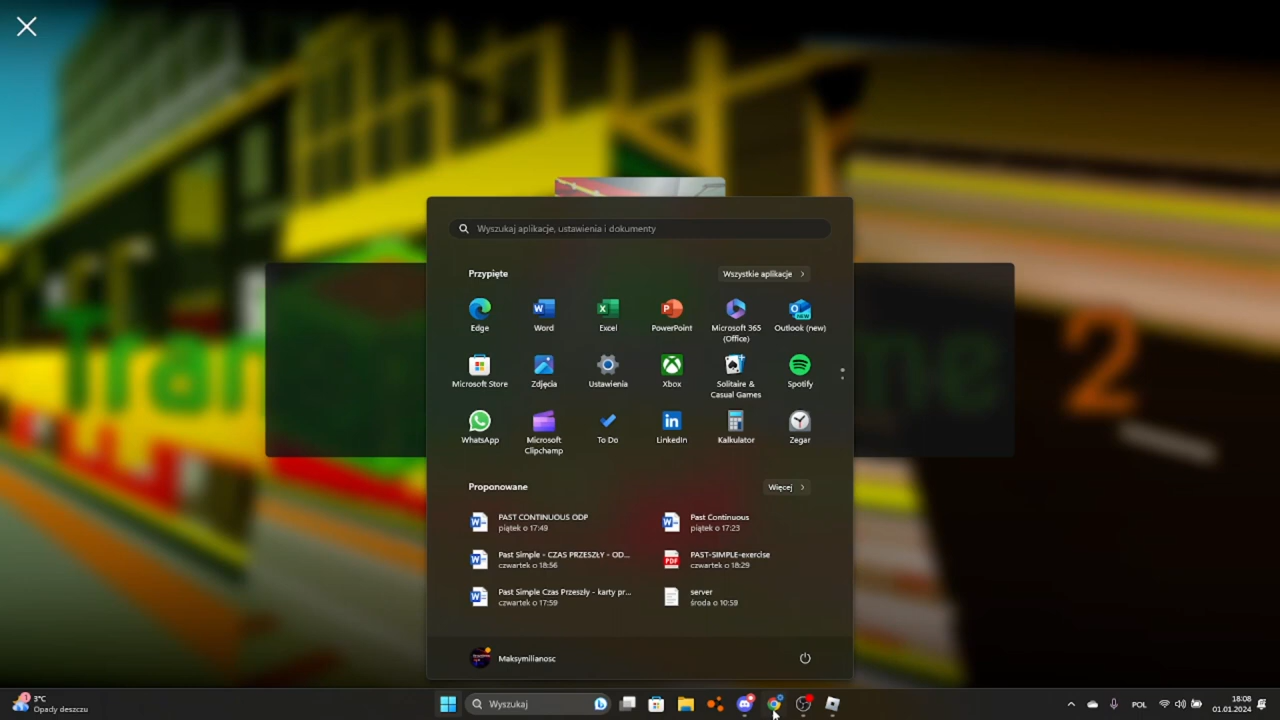 Wyszukaj aplikacje, ustawienia i dokumenty
Przypięte
Wszystkie aplikacje
Edge
Word
Excel
PowerPoint
Microsoft 365 (Office)
Outlook (new)
Microsoft Store
Zdjęcia
Ustawienia
Xbox
Solitaire & Casual Games
Spotify
WhatsApp
Microsoft Clipchamp
To Do
LinkedIn
Kalkulator
Zegar
Proponowane
Więcej
PAST CONTINUOUS ODP
piątek o 17:49
Past Continuous
piątek o 17:23
Past Simple - CZAS PRZESZŁY - OD...
czwartek o 18:56
PAST-SIMPLE-exercise
czwartek o 18:29
Past Simple Czas Przeszły - karty pr...
czwartek o 17:59
server
środa o 10:59
Maksymilianosc
2
3°C
Opady deszczu
Wyszukaj
POL
18:08
01.01.2024